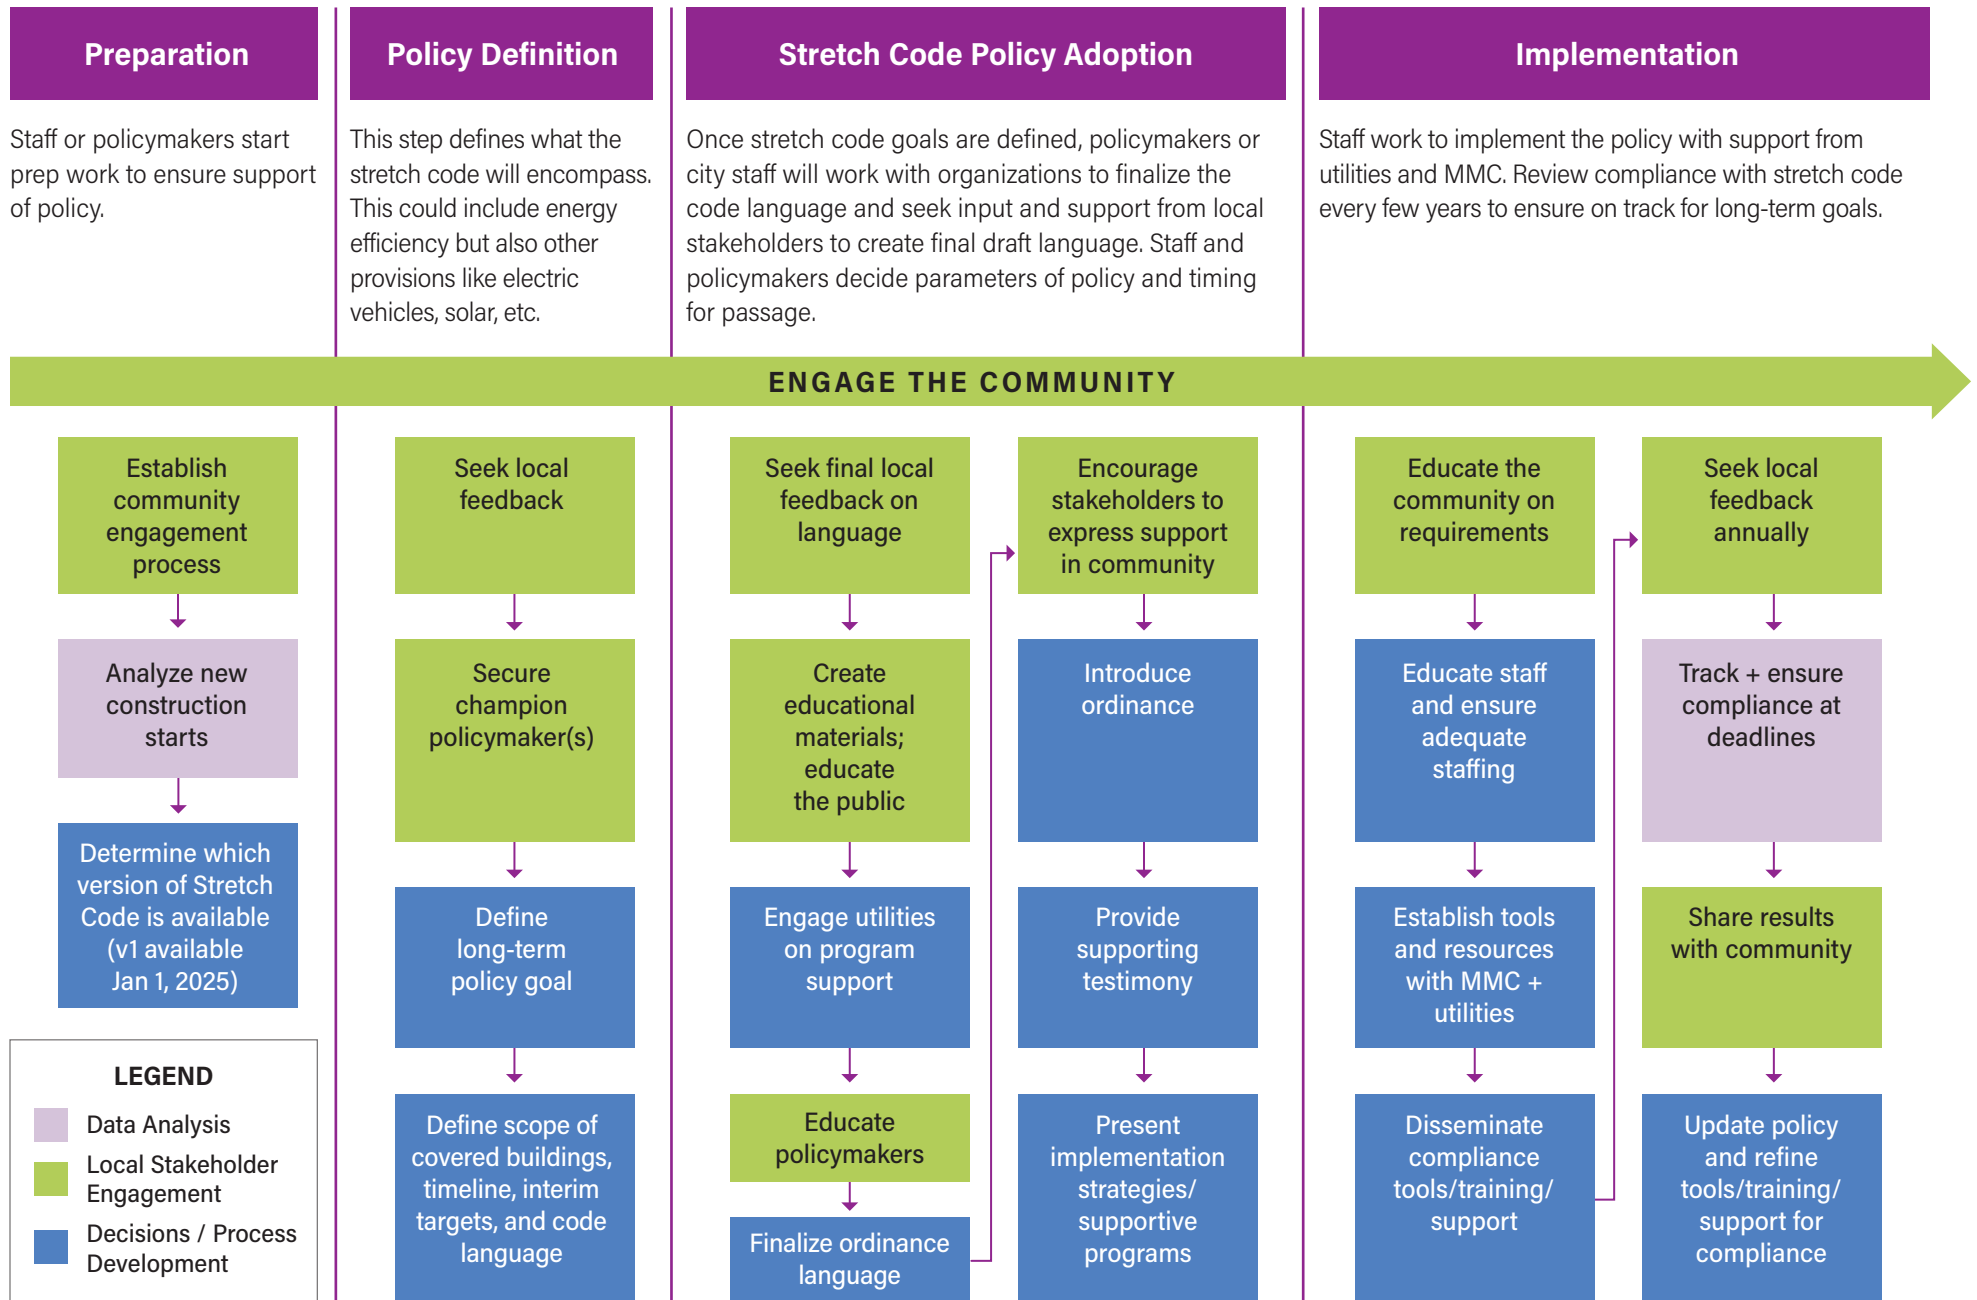 Preparation
Staff or policymakers start
prep work to ensure support
of policy.
Policy Definition
This step defines what the
stretch code will encompass.
This could include energy
efficiency but also other
provisions like electric
vehicles, solar, etc.
Stretch Code Policy Adoption
Once stretch code goals are defined, policymakers or
city staff will work with organizations to finalize the
code language and seek input and support from local
stakeholders to create final draft language. Staff and
policymakers decide parameters of policy and timing
for passage.
Implementation
Staff work to implement the policy with support from
utilities and MMC. Review compliance with stretch code
every few years to ensure on track for long-term goals.
ENGAGE THE COMMUNITY
Establish
community
engagement
process
Analyze new
construction
starts
Determine which
version of Stretch
Code is available
(v1 available
Jan 1, 2025)
LEGEND
Data Analysis
Local Stakeholder
Engagement
Decisions / Process
Development
Seek local
feedback
Secure
champion
policymaker(s)
Define
long-term
policy goal
Define scope of
covered buildings,
timeline, interim
targets, and code
language
Seek final local
feedback on
language
Create
educational
materials;
educate
the public
Engage utilities
on program
support
Educate
policymakers
Finalize ordinance
language
Encourage
stakeholders to
express support
in community
Introduce
ordinance
Provide
supporting
testimony
Present
implementation
strategies/
supportive
programs
Educate the
community on
requirements
Educate staff
and ensure
adequate
staffing
Establish tools
and resources
with MMC +
utilities
Disseminate
compliance
tools/training/
support
Seek local
feedback
annually
Track + ensure
compliance at
deadlines
Share results
with community
Update policy
and refine
tools/training/
support for
compliance